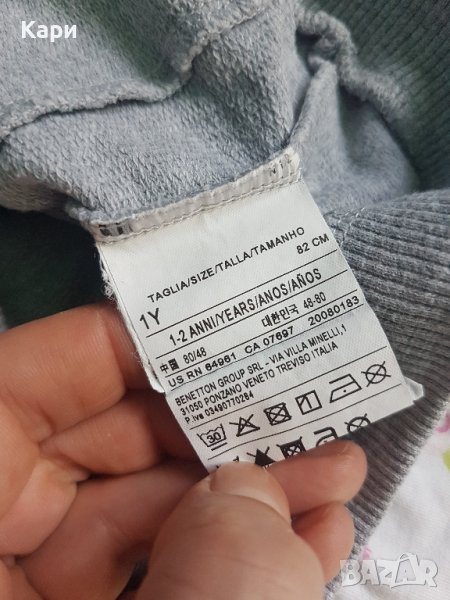 Кари
TAGLIA/SIZE/TALLA/TAMANHO
82 CM
1Y
1-2 ANNI/YEARS/ANOS/AÑOS
中國 80/48 대한민국 48-80
US RN 64961 CA 07697 20080183
BENETTON GROUP SRL - VIA VILLA MINELLI,1
31050 PONZANO VENETO TREVISO ITALIA
P.iva 03490770264
30
BAZAR